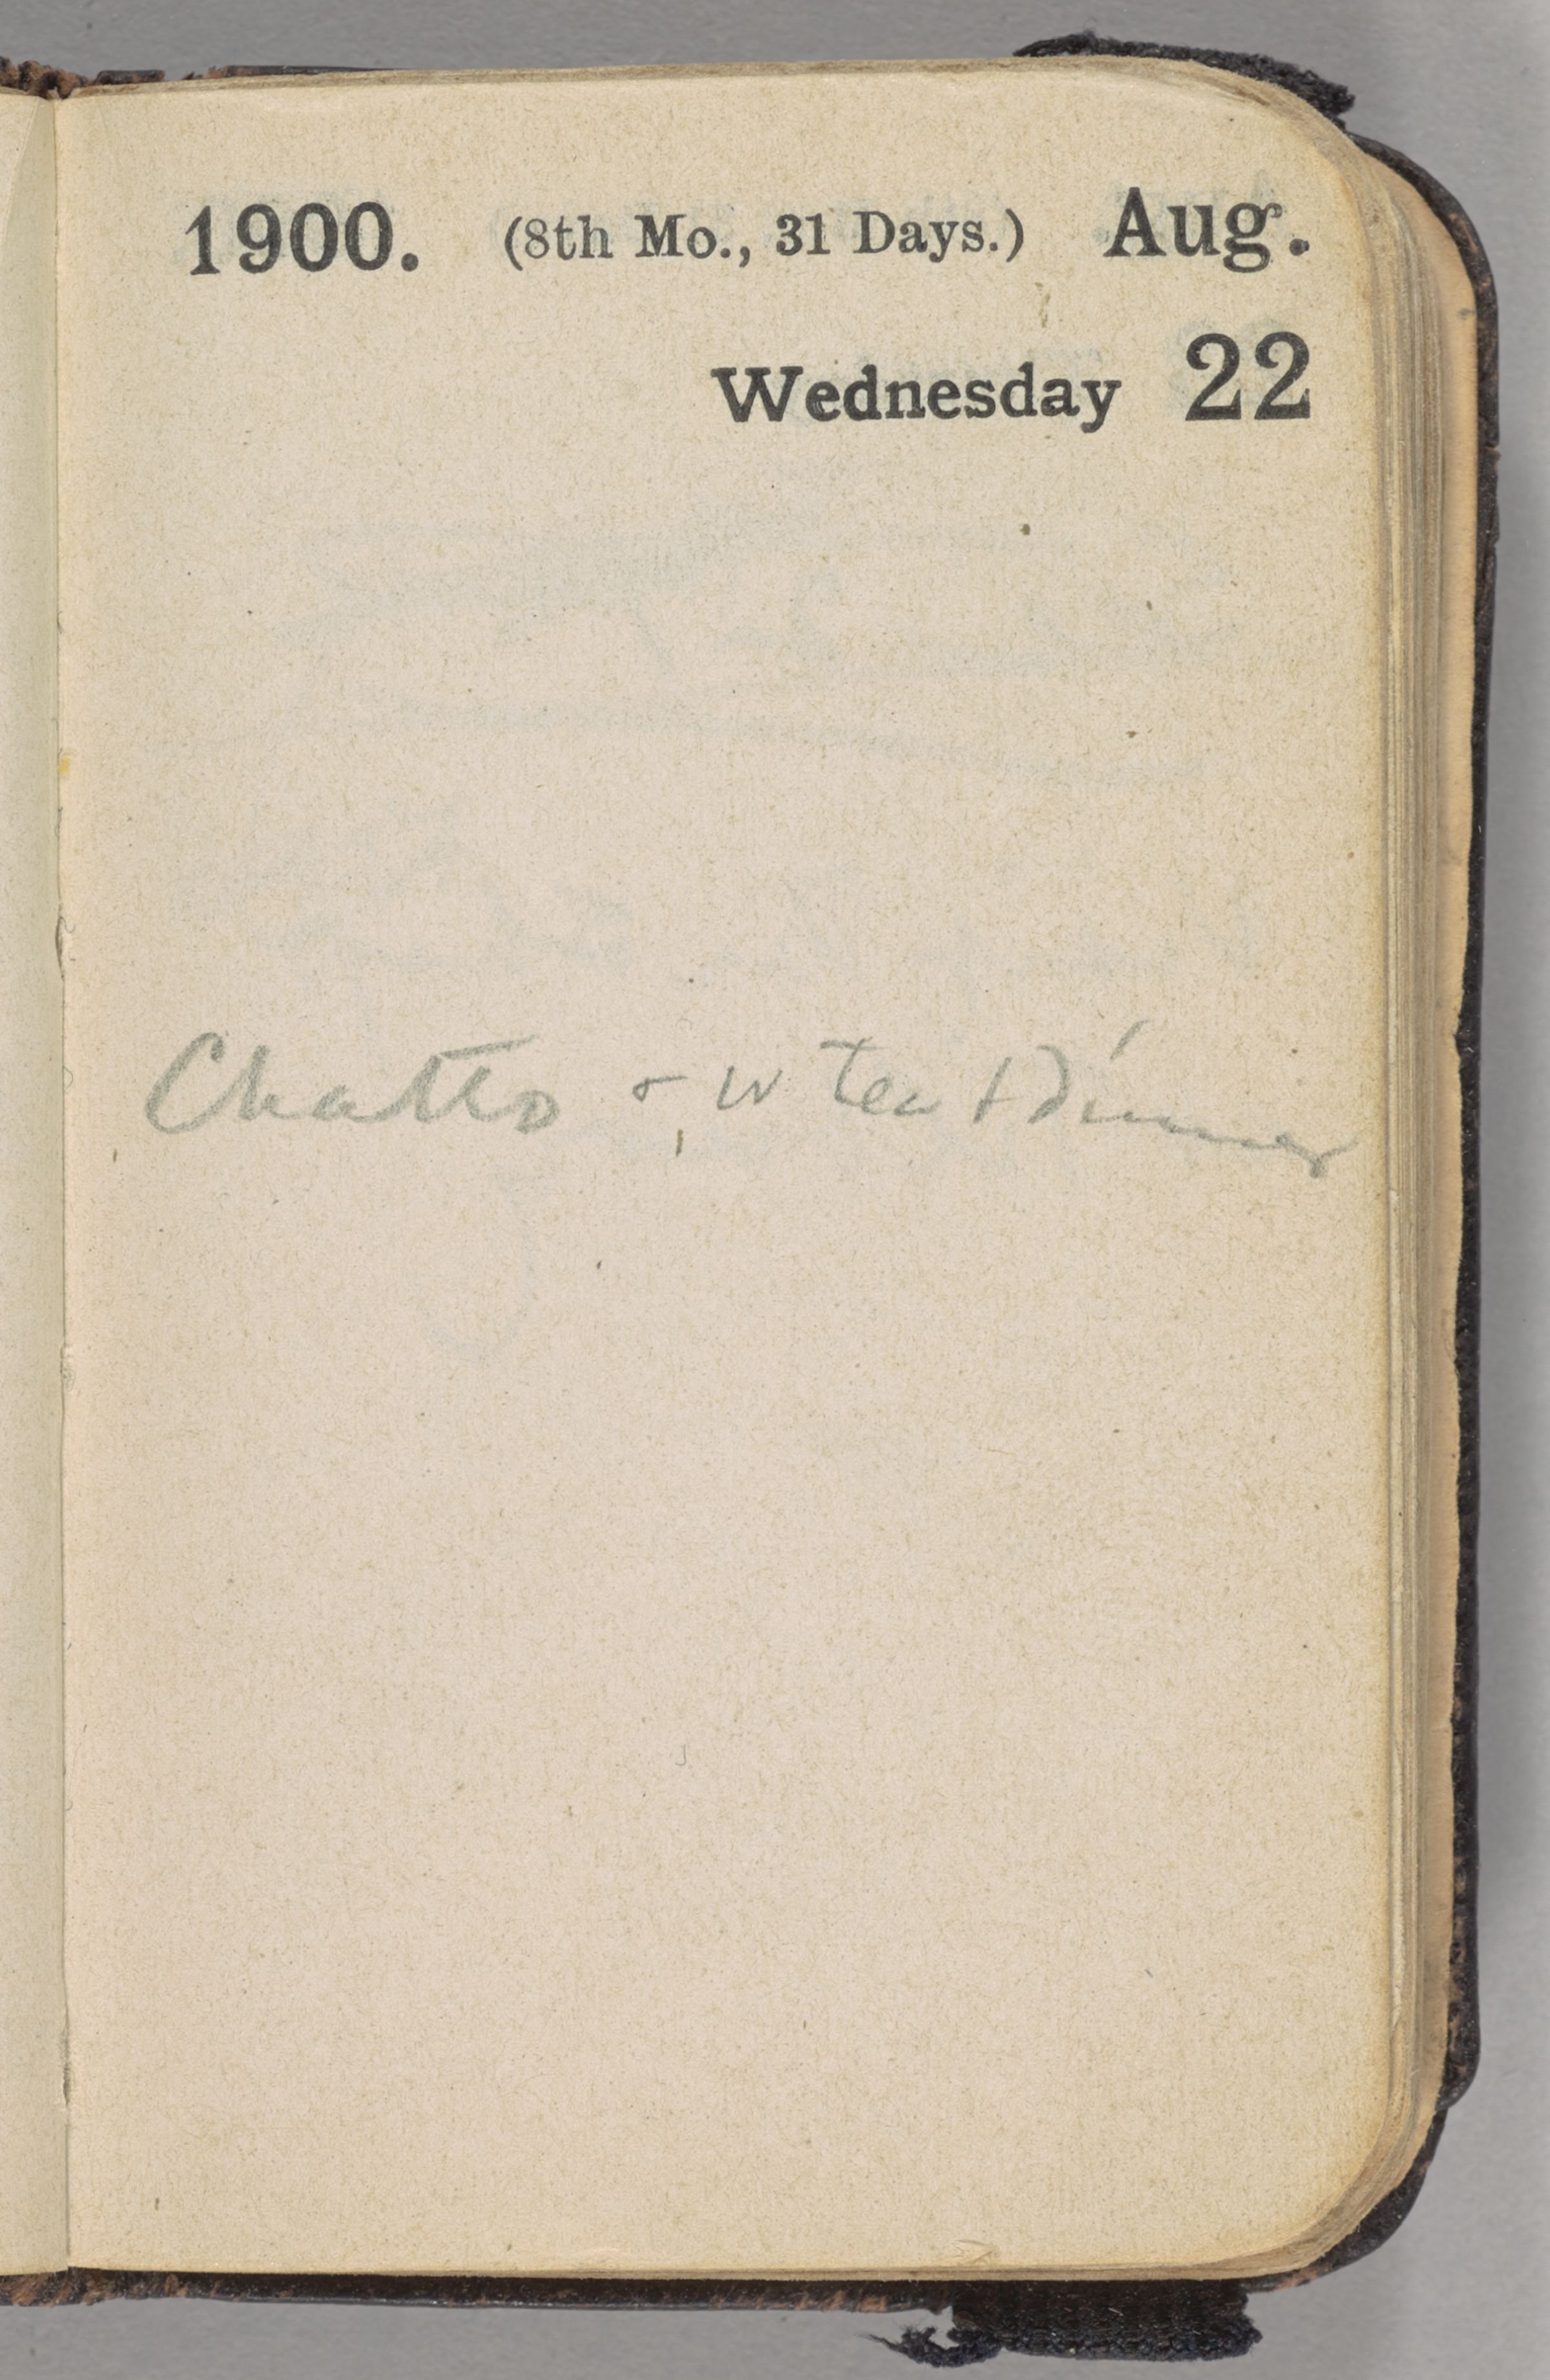 1900. (8th Mo., 31 Days.) Aug.
Wednesday 22
Chatto & W tea + Dinner